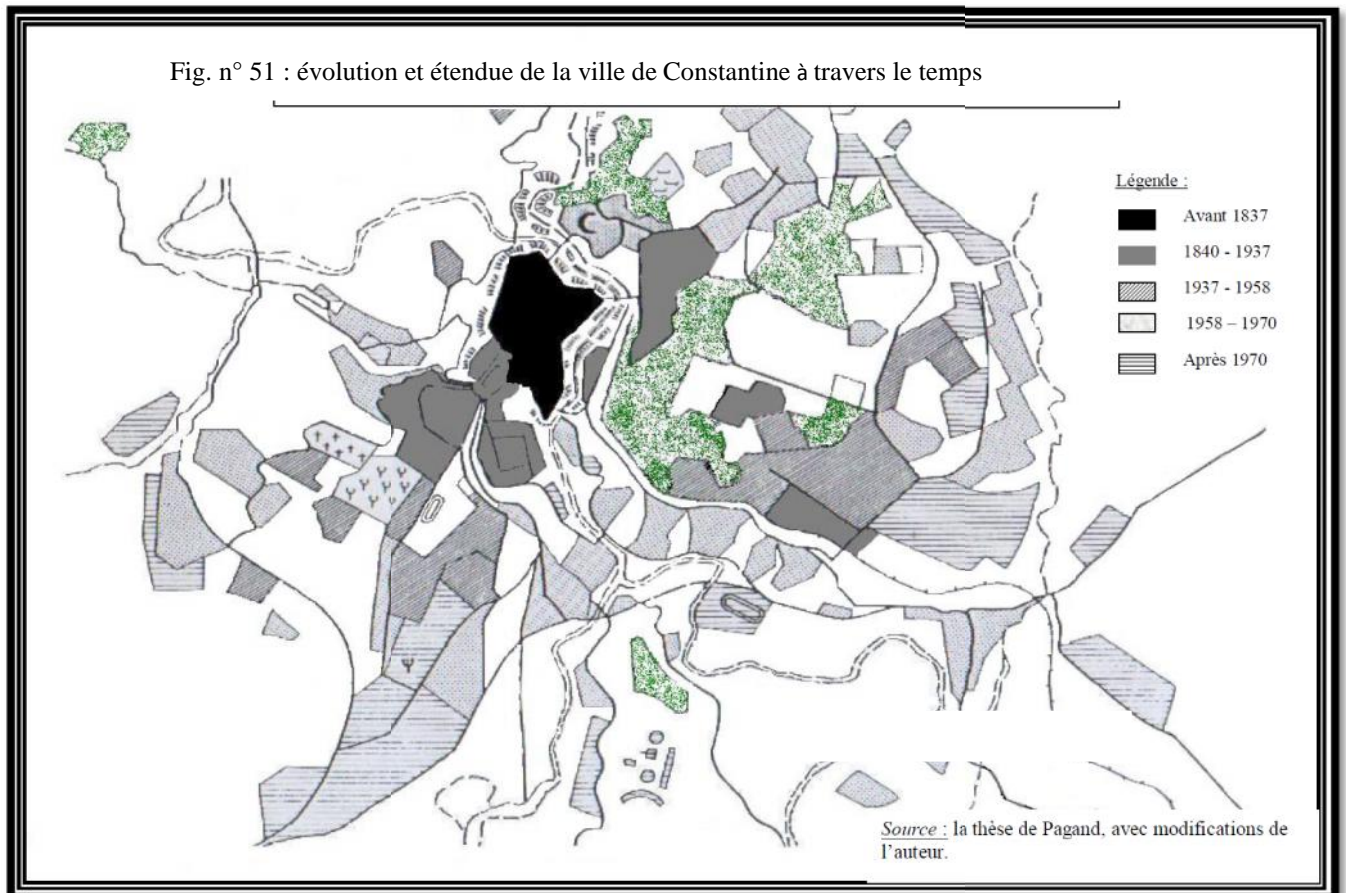 Fig. n° 51 : évolution et étendue de la ville de Constantine à travers le temps
Légende :
Avant 1837
1840 - 1937
1937 - 1958
1958 – 1970
Après 1970
Source : la thèse de Pagand, avec modifications de
l'auteur.